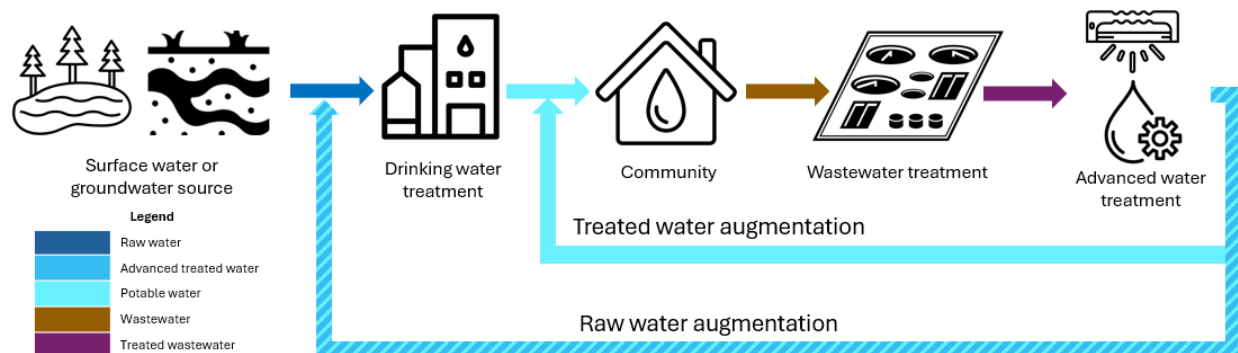 Surface water or
groundwater source
Drinking water
treatment
Community
Wastewater treatment
Advanced water
treatment
Legend
Raw water
Advanced treated water
Potable water
Wastewater
Treated wastewater
Treated water augmentation
Raw water augmentation